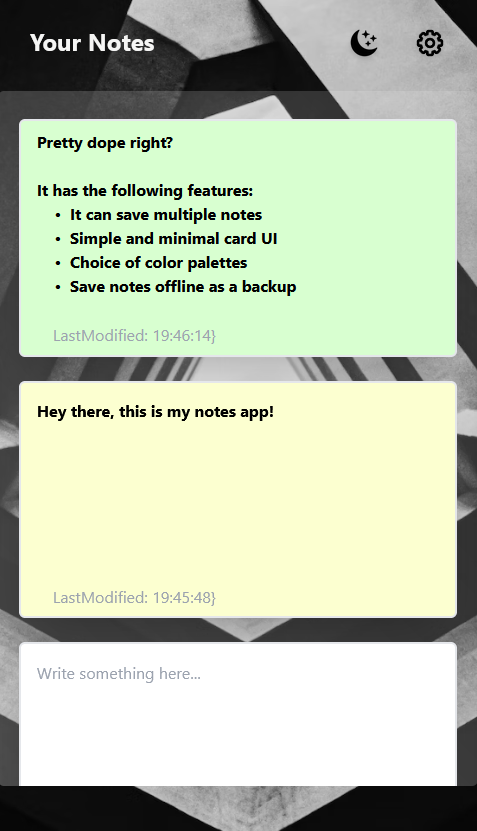 Your Notes
Pretty dope right?
It has the following features:
• It can save multiple notes
• Simple and minimal card UI
• Choice of color palettes
• Save notes offline as a backup
LastModified: 19:46:14}
Hey there, this is my notes app!
LastModified: 19:45:48}
Write something here...